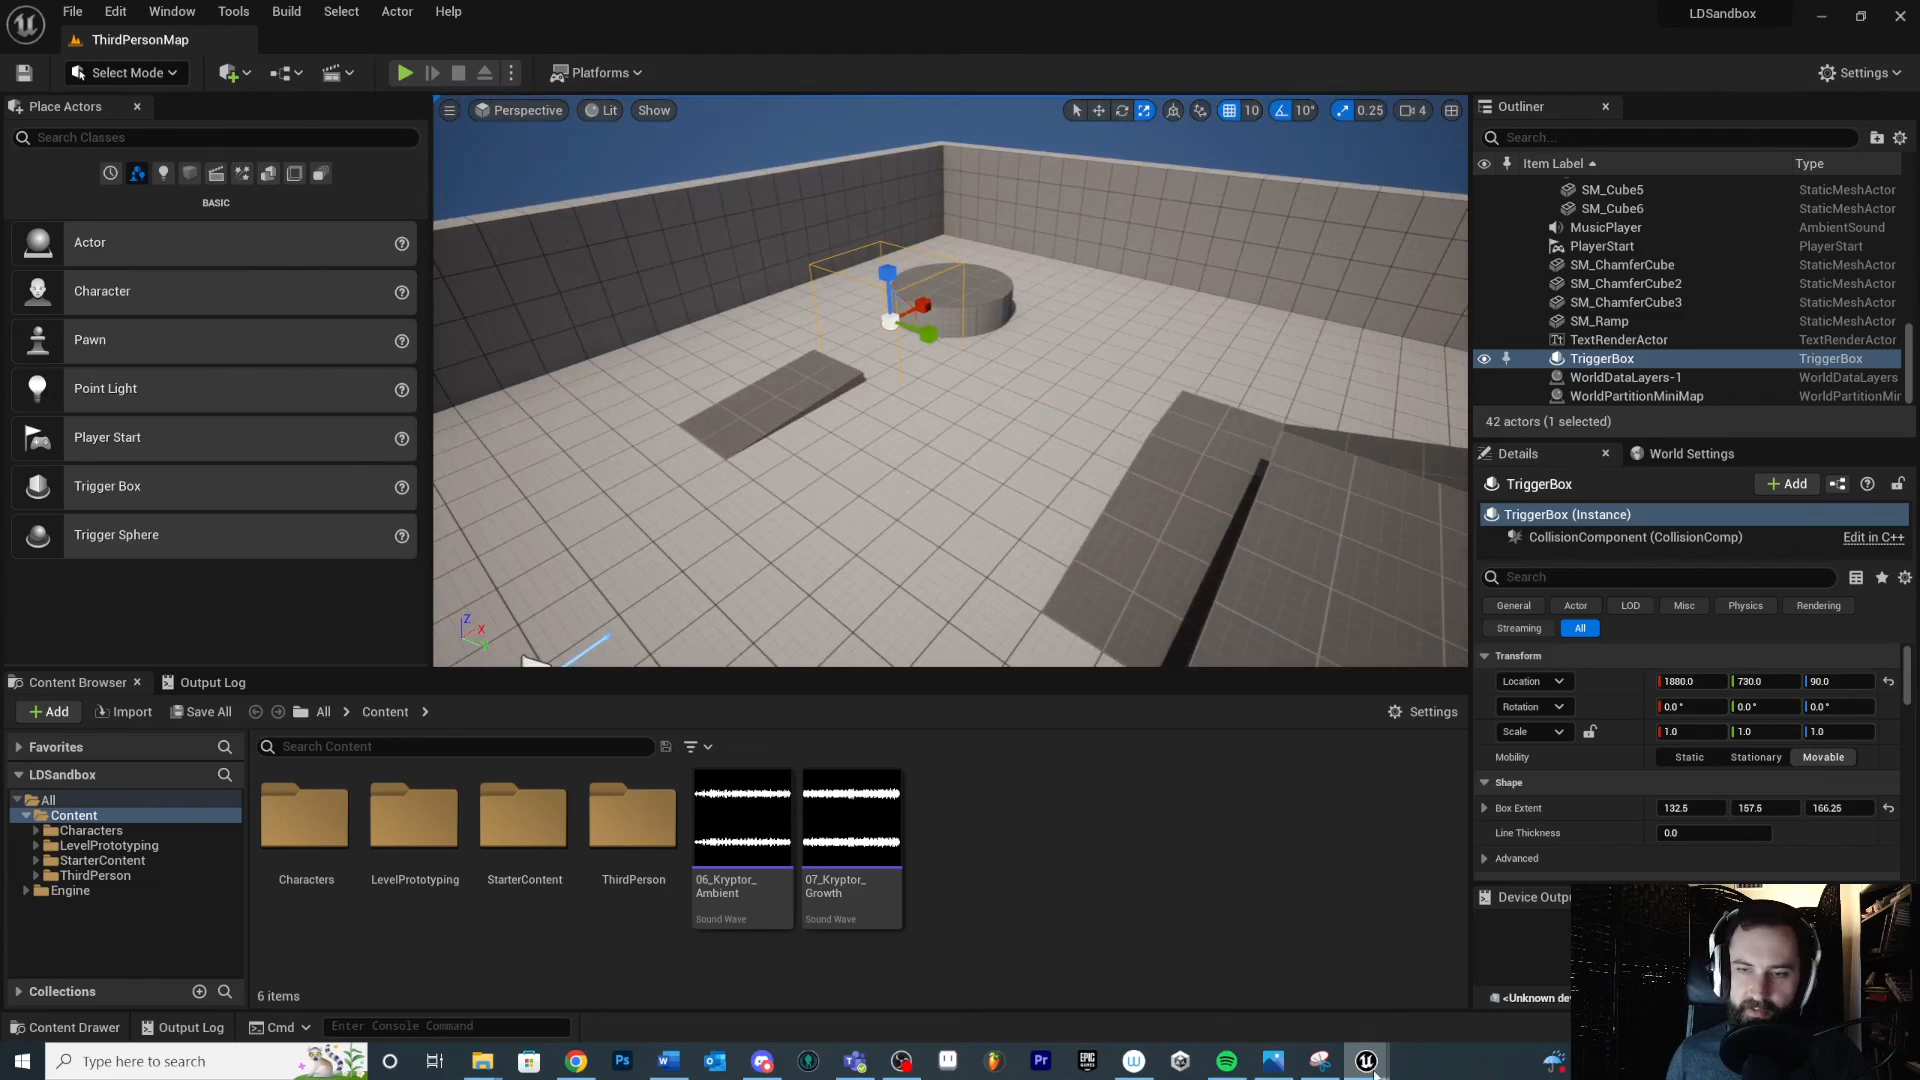 File Edit Window Tools Build Select Actor Help
LDSandbox
ThirdPersonMap
Select Mode
Platforms
Settings
Place Actors
Search Classes
BASIC
Actor
Character
Pawn
Point Light
Player Start
Trigger Box
Trigger Sphere
Perspective Lit Show
10 10° 0.25 4
Z X Y
Outliner
Search...
Item Label Type
SM_Cube5 StaticMeshActor
SM_Cube6 StaticMeshActor
MusicPlayer AmbientSound
PlayerStart PlayerStart
SM_ChamferCube StaticMeshActor
SM_ChamferCube2 StaticMeshActor
SM_ChamferCube3 StaticMeshActor
SM_Ramp StaticMeshActor
TextRenderActor TextRenderActor
TriggerBox TriggerBox
WorldDataLayers-1 WorldDataLayers
WorldPartitionMiniMap WorldPartitionMir
42 actors (1 selected)
Details World Settings
TriggerBox Add
TriggerBox (Instance)
CollisionComponent (CollisionComp) Edit in C++
Search
General Actor LOD Misc Physics Rendering
Streaming All
Transform
Location 1880.0 730.0 90.0
Rotation 0.0 ° 0.0 ° 0.0 °
Scale 1.0 1.0 1.0
Mobility Static Stationary Movable
Shape
Box Extent 132.5 157.5 166.25
Line Thickness 0.0
Advanced
Device Outpu
<Unknown de
Content Browser Output Log
Add Import Save All All Content Settings
Favorites
LDSandbox
All
Content
Characters
LevelPrototyping
StarterContent
ThirdPerson
Engine
Collections
Search Content
Characters LevelPrototyping StarterContent ThirdPerson
06_Kryptor_
Ambient
Sound Wave
07_Kryptor_
Growth
Sound Wave
6 items
Content Drawer Output Log Cmd Enter Console Command
Type here to search